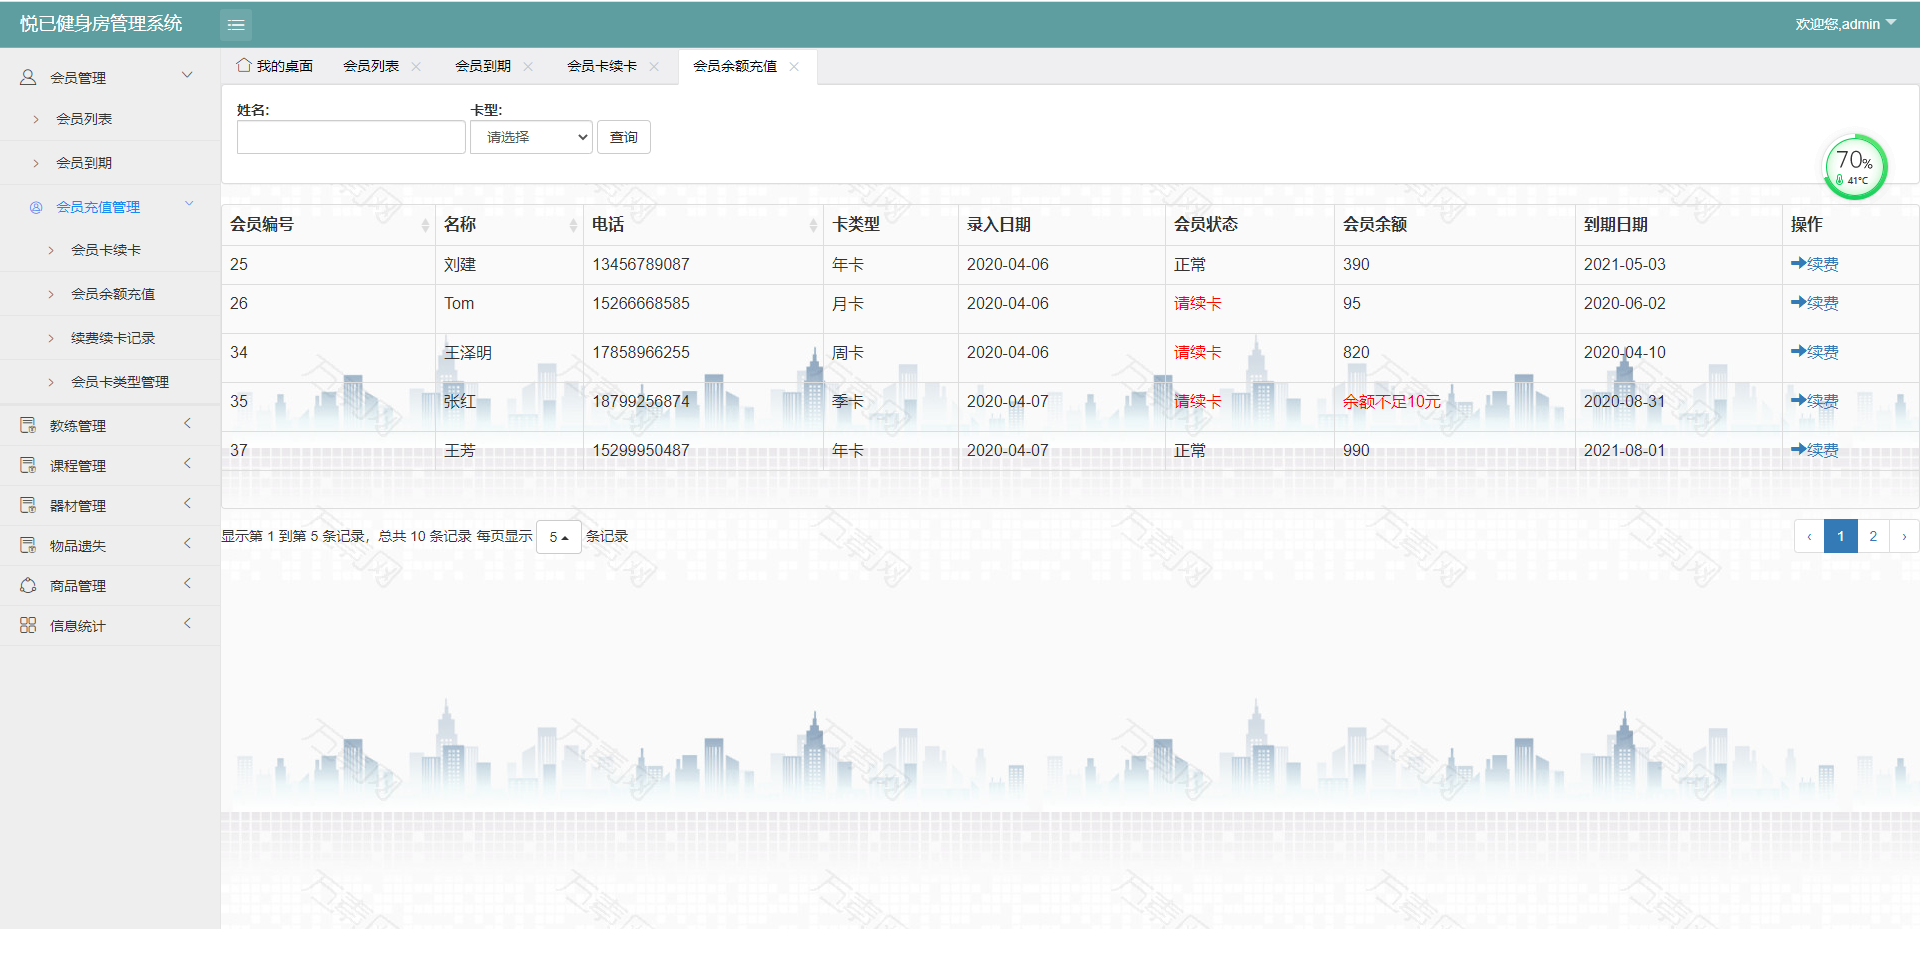 悦已健身房管理系统
欢迎您,admin
会员管理
会员列表
会员到期
会员充值管理
会员卡续卡
会员余额充值
续费续卡记录
会员卡类型管理
教练管理
课程管理
器材管理
物品遗失
商品管理
信息统计
我的桌面 会员列表 会员到期 会员卡续卡 会员余额充值
姓名: 卡型:
请选择 查询
70%
41°C
会员编号 名称 电话 卡类型 录入日期 会员状态 会员余额 到期日期 操作
25 刘建 13456789087 年卡 2020-04-06 正常 390 2021-05-03 续费
26 Tom 15266668585 月卡 2020-04-06 请续卡 95 2020-06-02 续费
34 王泽明 17858966255 周卡 2020-04-06 请续卡 820 2020-04-10 续费
35 张红 18799256874 季卡 2020-04-07 请续卡 余额不足10元 2020-08-31 续费
37 王芳 15299950487 年卡 2020-04-07 正常 990 2021-08-01 续费
显示第 1 到第 5 条记录，总共 10 条记录 每页显示 5 条记录
‹ 1 2 ›